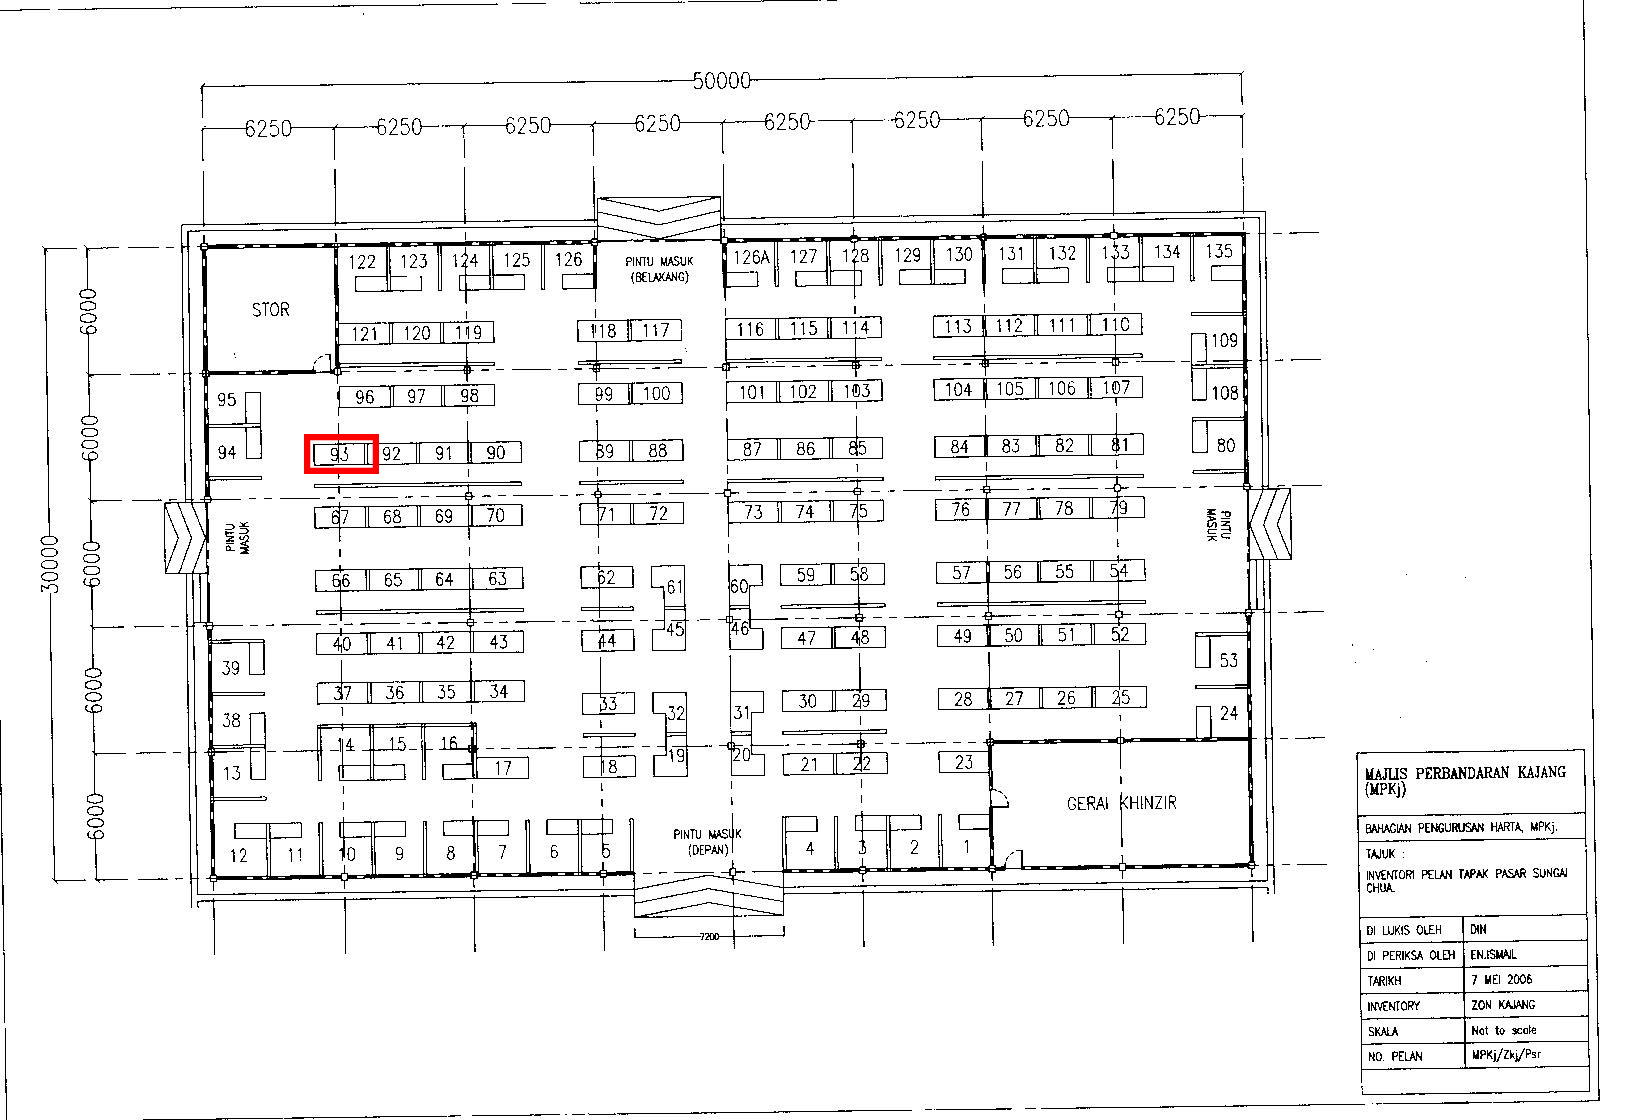 50000
6250 6250 6250 6250 6250 6250 6250 6250
6000
6000
6000
6000
6000
30000
122 123 124 125 126
PINTU MASUK
(BELAKANG)
126A 127 128 129 130 131 132 133 134 135
STOR
121 120 119 118 117 116 115 114 113 112 111 110
109
96 97 98 99 100 101 102 103 104 105 106 107
108
95
94
93 92 91 90 89 88 87 86 85 84 83 82 81
80
67 68 69 70 71 72 73 74 75 76 77 78 79
PINTU
MASUK
PINTU
MASUK
66 65 64 63 62 61 60 59 58 57 56 55 54
40 41 42 43 44 45 46 47 48 49 50 51 52
39
53
38
37 36 35 34 33 32 31 30 29 28 27 26 25
24
14 15 16
13
17 18 19 20 21 22 23
GERAI KHINZIR
12 11 10 9 8 7 6 5
PINTU MASUK
(DEPAN)
4 3 2 1
7200
MAJLIS PERBANDARAN KAJANG
(MPKj)
BAHAGIAN PENGURUSAN HARTA, MPKj.
TAJUK :
INVENTORI PELAN TAPAK PASAR SUNGAI
CHUA.
DI LUKIS OLEH DIN
DI PERIKSA OLEH EN.ISMAIL
TARIKH 7 MEI 2006
INVENTORY ZON KAJANG
SKALA Not to scale
NO. PELAN MPKj/Zkj/Psr